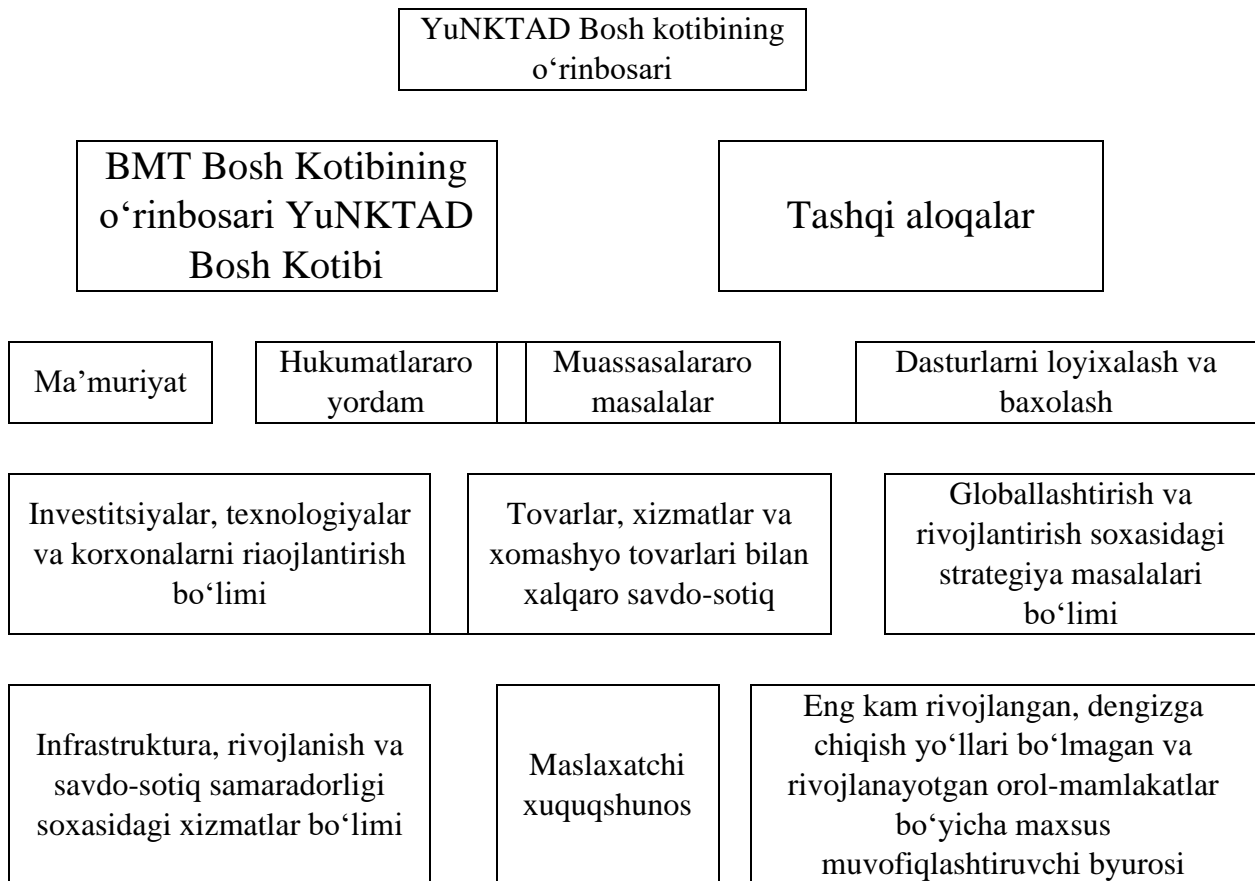 YuNKTAD Bosh kotibining
o‘rinbosari
BMT Bosh Kotibining
o‘rinbosari YuNKTAD
Bosh Kotibi
Tashqi aloqalar
Ma’muriyat
Hukumatlararo
yordam
Muassasalararo
masalalar
Dasturlarni loyixalash va
baxolash
Investitsiyalar, texnologiyalar
va korxonalarni riaojlantirish
bo‘limi
Tovarlar, xizmatlar va
xomashyo tovarlari bilan
xalqaro savdo-sotiq
Globallashtirish va
rivojlantirish soxasidagi
strategiya masalalari
bo‘limi
Infrastruktura, rivojlanish va
savdo-sotiq samaradorligi
soxasidagi xizmatlar bo‘limi
Maslaxatchi
xuquqshunos
Eng kam rivojlangan, dengizga
chiqish yo‘llari bo‘lmagan va
rivojlanayotgan orol-mamlakatlar
bo‘yicha maxsus
muvofiqlashtiruvchi byurosi